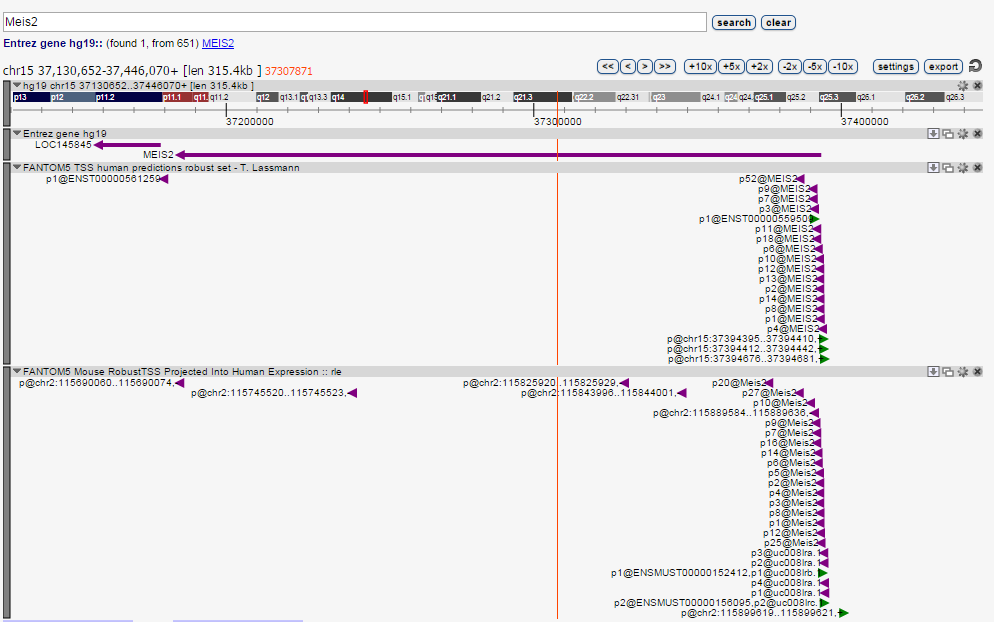 Meis2 search clear
Entrez gene hg19:: (found 1, from 651) MEIS2
chr15 37,130,652-37,446,070+ [len 315.4kb ] 37307871 << < > >> +10x +5x +2x -2x -5x -10x settings export
hg19 chr15 37130652..37446070+ [len 315.4kb ]
p13 p12 p11.2 p11.1 q11.1 q11.2 q12 q13.1 q13.3 q14 q15.1 q21.1 q21.3 q22.2 q22.31 q23 q24.1 q24.2 q25.1 q25.2 q25.3 q26.1 q26.2 q26.3
37200000 37300000 37400000
Entrez gene hg19
LOC145845
MEIS2
FANTOM5 TSS human predictions robust set - T. Lassmann
p1@ENST00000561259 p52@MEIS2
p9@MEIS2
p7@MEIS2
p3@MEIS2
p1@ENST0000055950
p11@MEIS2
p18@MEIS2
p6@MEIS2
p10@MEIS2
p12@MEIS2
p13@MEIS2
p2@MEIS2
p14@MEIS2
p8@MEIS2
p1@MEIS2
p4@MEIS2
p@chr15:37394395..37394410,
p@chr15:37394412..37394442,
p@chr15:37394676..37394681,
FANTOM5 Mouse RobustTSS Projected Into Human Expression :: rle
p@chr2:115690060..115690074, p@chr2:115825920..115825929, p20@Meis2
p@chr2:115745520..115745523, p@chr2:115843996..115844001, p27@Meis2
p10@Meis2
p@chr2:115889584..115889636,
p9@Meis2
p7@Meis2
p16@Meis2
p14@Meis2
p6@Meis2
p5@Meis2
p2@Meis2
p4@Meis2
p3@Meis2
p8@Meis2
p1@Meis2
p12@Meis2
p25@Meis2
p3@uc008lra.1
p2@uc008lra.1
p1@ENSMUST00000152412,p1@uc008lrb.
p4@uc008lra.1
p1@uc008lra.1
p2@ENSMUST00000156095,p2@uc008lrc.
p@chr2:115899619..115899621,